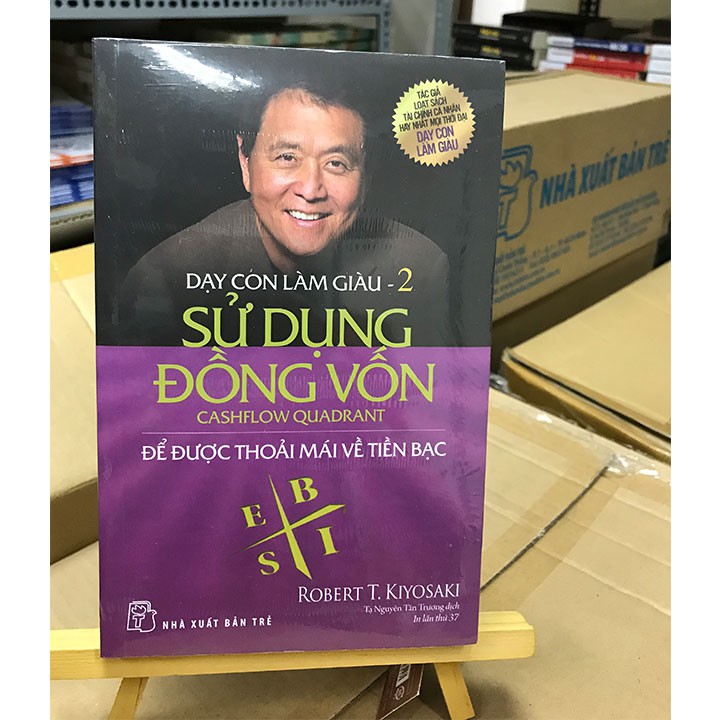 TÁC GIẢ
LOẠT SÁCH
TÀI CHÍNH CÁ NHÂN
HAY NHẤT MỌI THỜI ĐẠI
DẠY CON
LÀM GIÀU
DẠY CON LÀM GIÀU - 2
SỬ DỤNG
ĐỒNG VỐN
CASHFLOW QUADRANT
ĐỂ ĐƯỢC THOẢI MÁI VỀ TIỀN BẠC
E B
S I
ROBERT T. KIYOSAKI
Tạ Nguyễn Tấn Trương dịch
In lần thứ 37
NHÀ XUẤT BẢN TRẺ
NHÀ XUẤT BẢN TRẺ